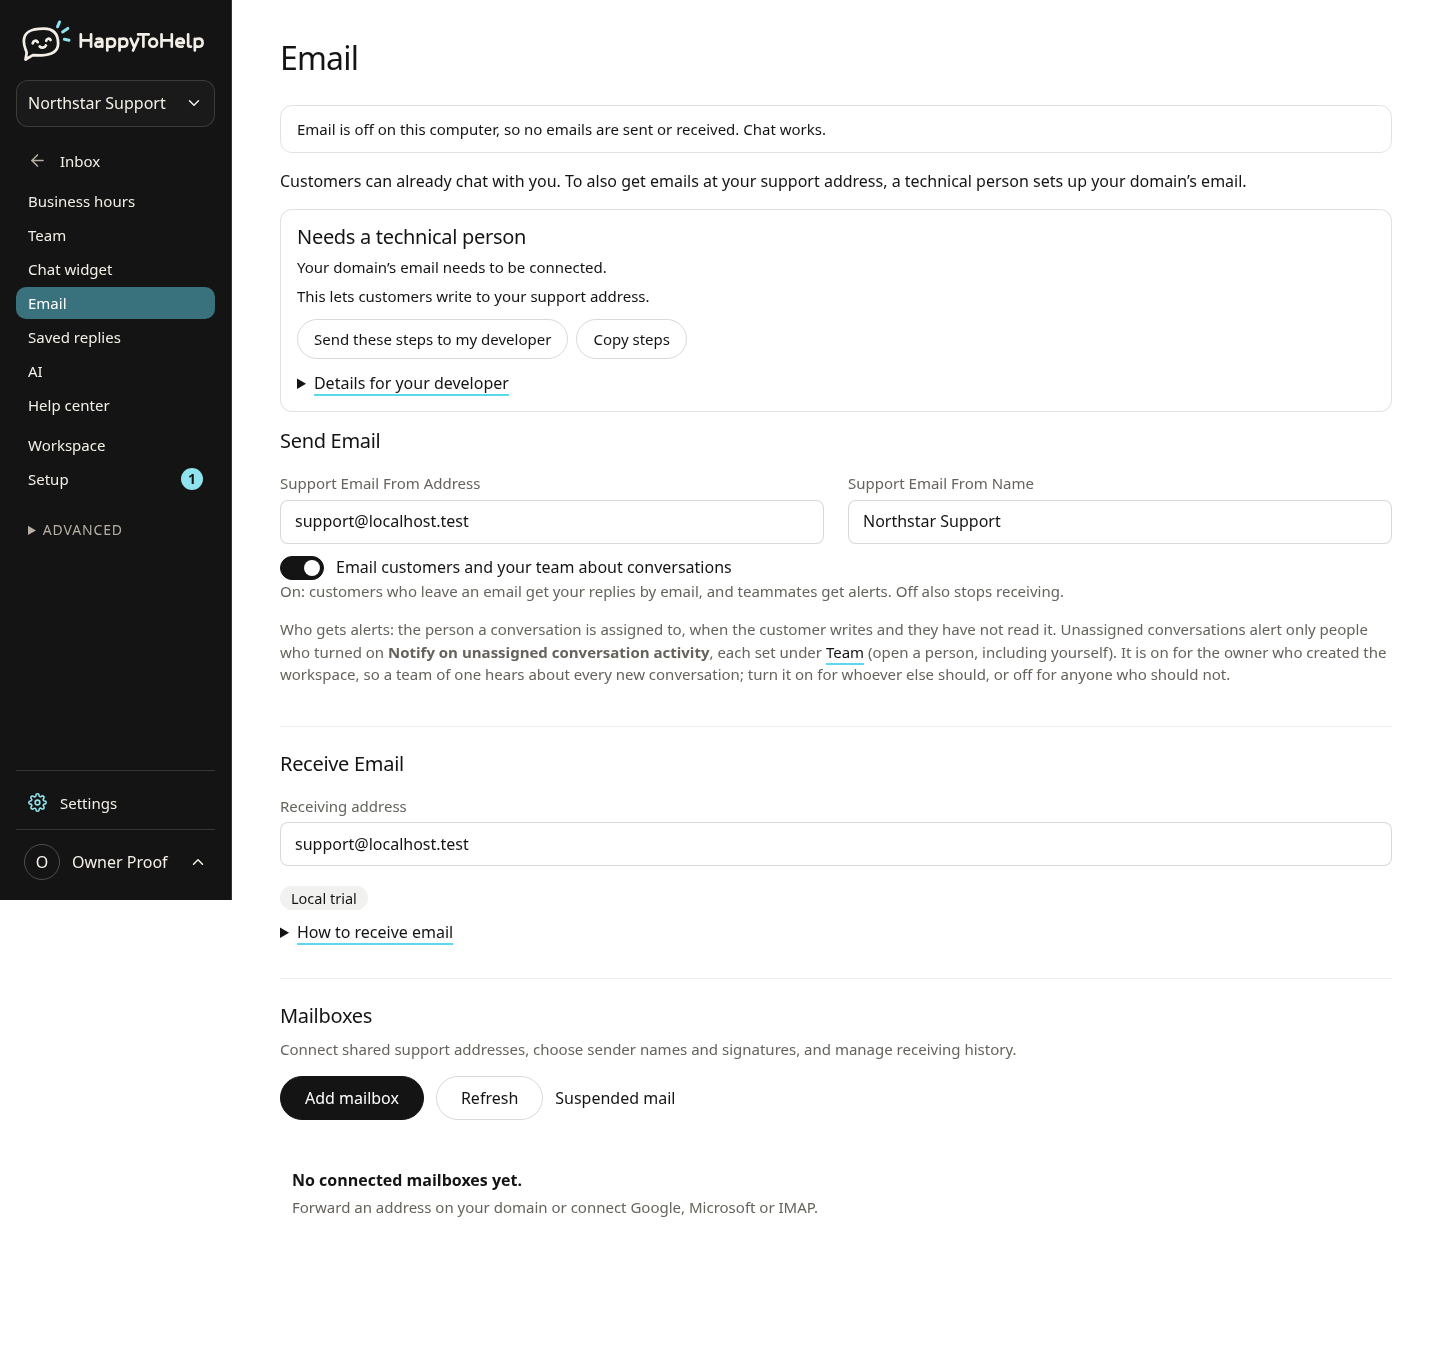 HappyToHelp
Northstar Support
Inbox
Business hours
Team
Chat widget
Email
Saved replies
AI
Help center
Workspace
Setup
1
ADVANCED
Settings
O
Owner Proof
Email
Email is off on this computer, so no emails are sent or received. Chat works.
Customers can already chat with you. To also get emails at your support address, a technical person sets up your domain’s email.
Needs a technical person
Your domain’s email needs to be connected.
This lets customers write to your support address.
Send these steps to my developer
Copy steps
Details for your developer
Send Email
Support Email From Address
Support Email From Name
support@localhost.test
Northstar Support
Email customers and your team about conversations
On: customers who leave an email get your replies by email, and teammates get alerts. Off also stops receiving.
Who gets alerts: the person a conversation is assigned to, when the customer writes and they have not read it. Unassigned conversations alert only people
who turned on Notify on unassigned conversation activity, each set under Team (open a person, including yourself). It is on for the owner who created the
workspace, so a team of one hears about every new conversation; turn it on for whoever else should, or off for anyone who should not.
Receive Email
Receiving address
support@localhost.test
Local trial
How to receive email
Mailboxes
Connect shared support addresses, choose sender names and signatures, and manage receiving history.
Add mailbox
Refresh
Suspended mail
No connected mailboxes yet.
Forward an address on your domain or connect Google, Microsoft or IMAP.